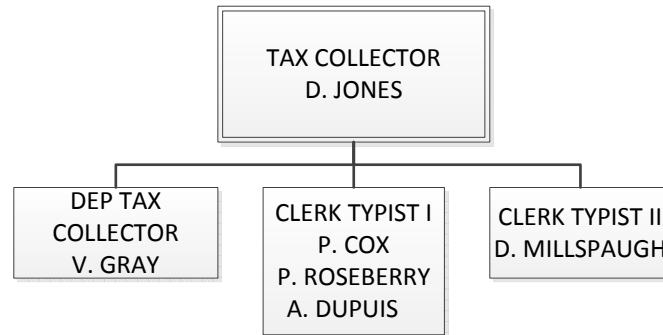 TAX COLLECTOR
D. JONES
DEP TAX
COLLECTOR
V. GRAY
CLERK TYPIST I
P. COX
P. ROSEBERRY
A. DUPUIS
CLERK TYPIST II
D. MILLSPAUGH